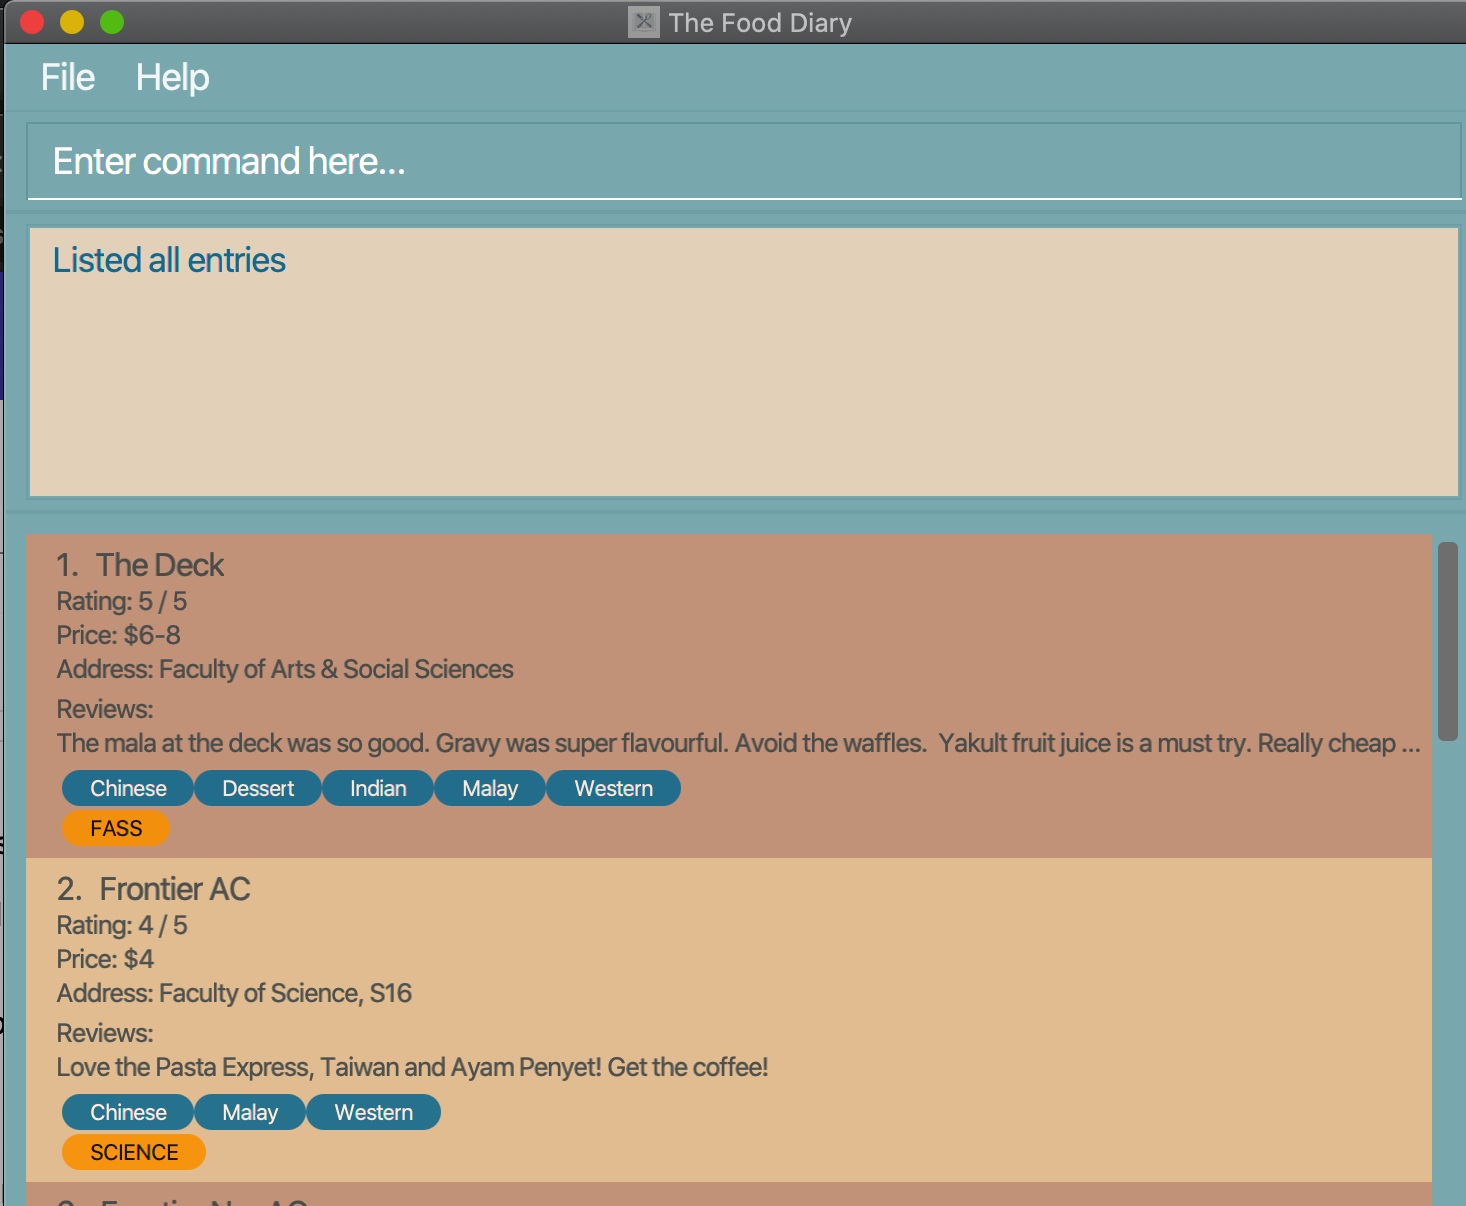 The Food Diary
File Help
Enter command here...
Listed all entries
1. The Deck
Rating: 5 / 5
Price: $6-8
Address: Faculty of Arts & Social Sciences
Reviews:
The mala at the deck was so good. Gravy was super flavourful. Avoid the waffles.  Yakult fruit juice is a must try. Really cheap ...
Chinese Dessert Indian Malay Western
FASS
2. Frontier AC
Rating: 4 / 5
Price: $4
Address: Faculty of Science, S16
Reviews:
Love the Pasta Express, Taiwan and Ayam Penyet! Get the coffee!
Chinese Malay Western
SCIENCE